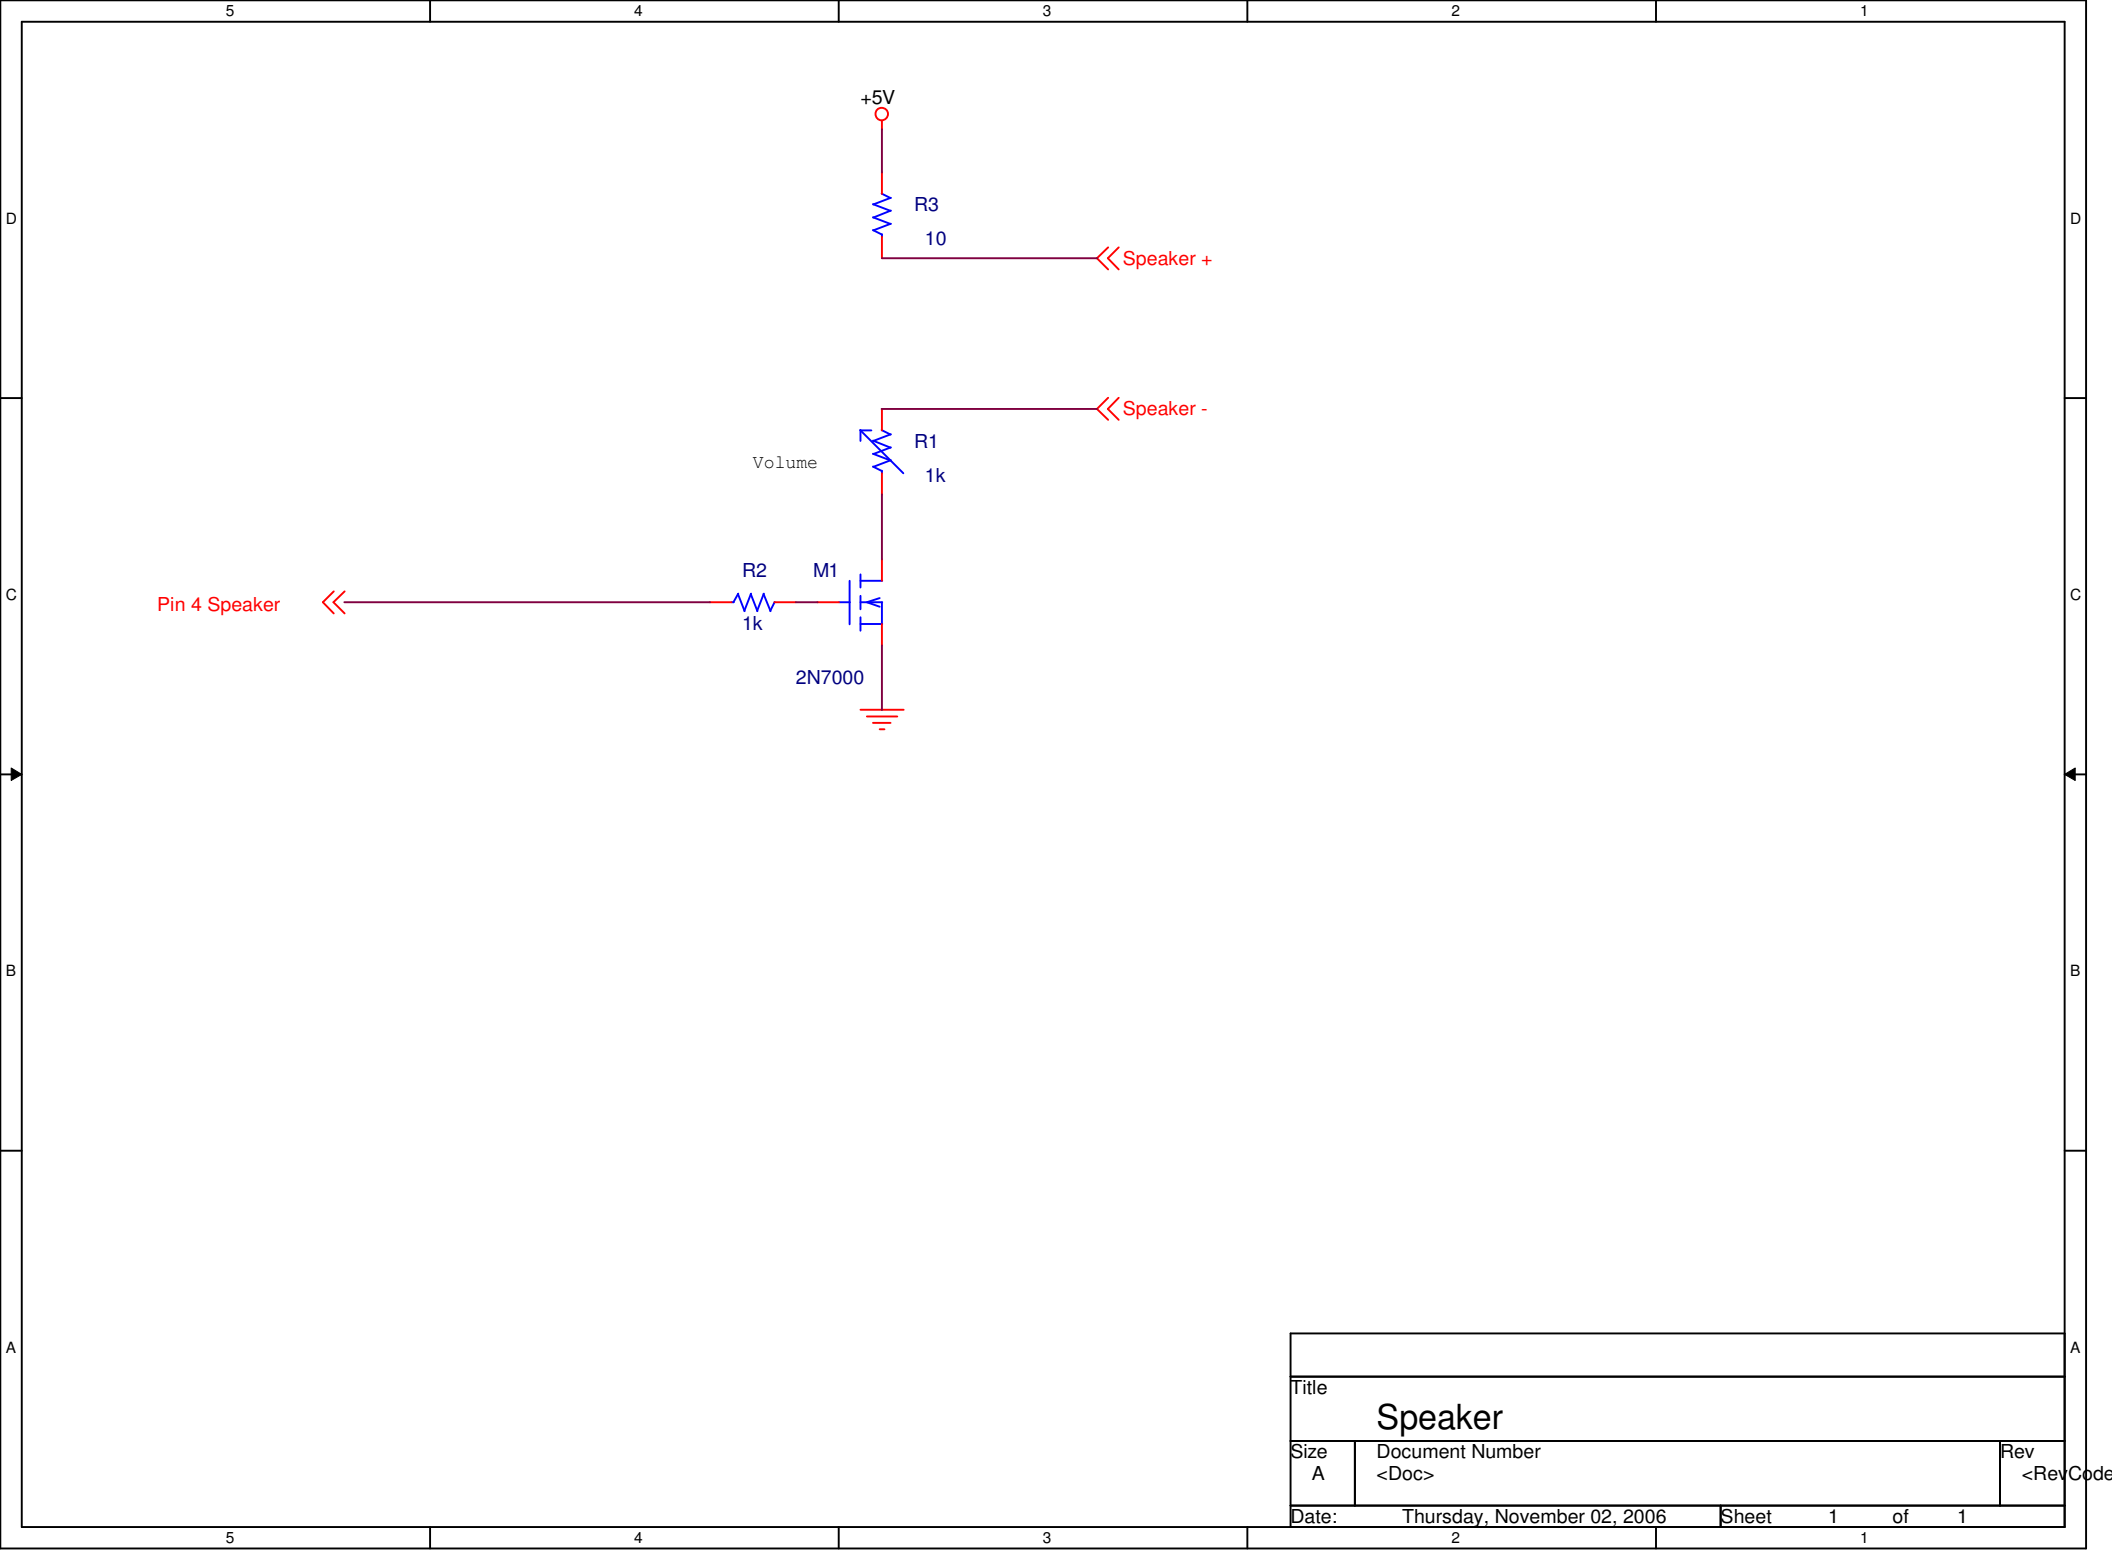 5 4 3 2 1
+5V
R3
D D
10
Speaker +
Speaker -
R1
Volume
1k
R2 M1
C C
Pin 4 Speaker
1k
2N7000
B B
A A
Title
Speaker
Size Document Number Rev
A <Doc> <RevCode
Date: Thursday, November 02, 2006 Sheet 1 of 1
5 4 3 2 1